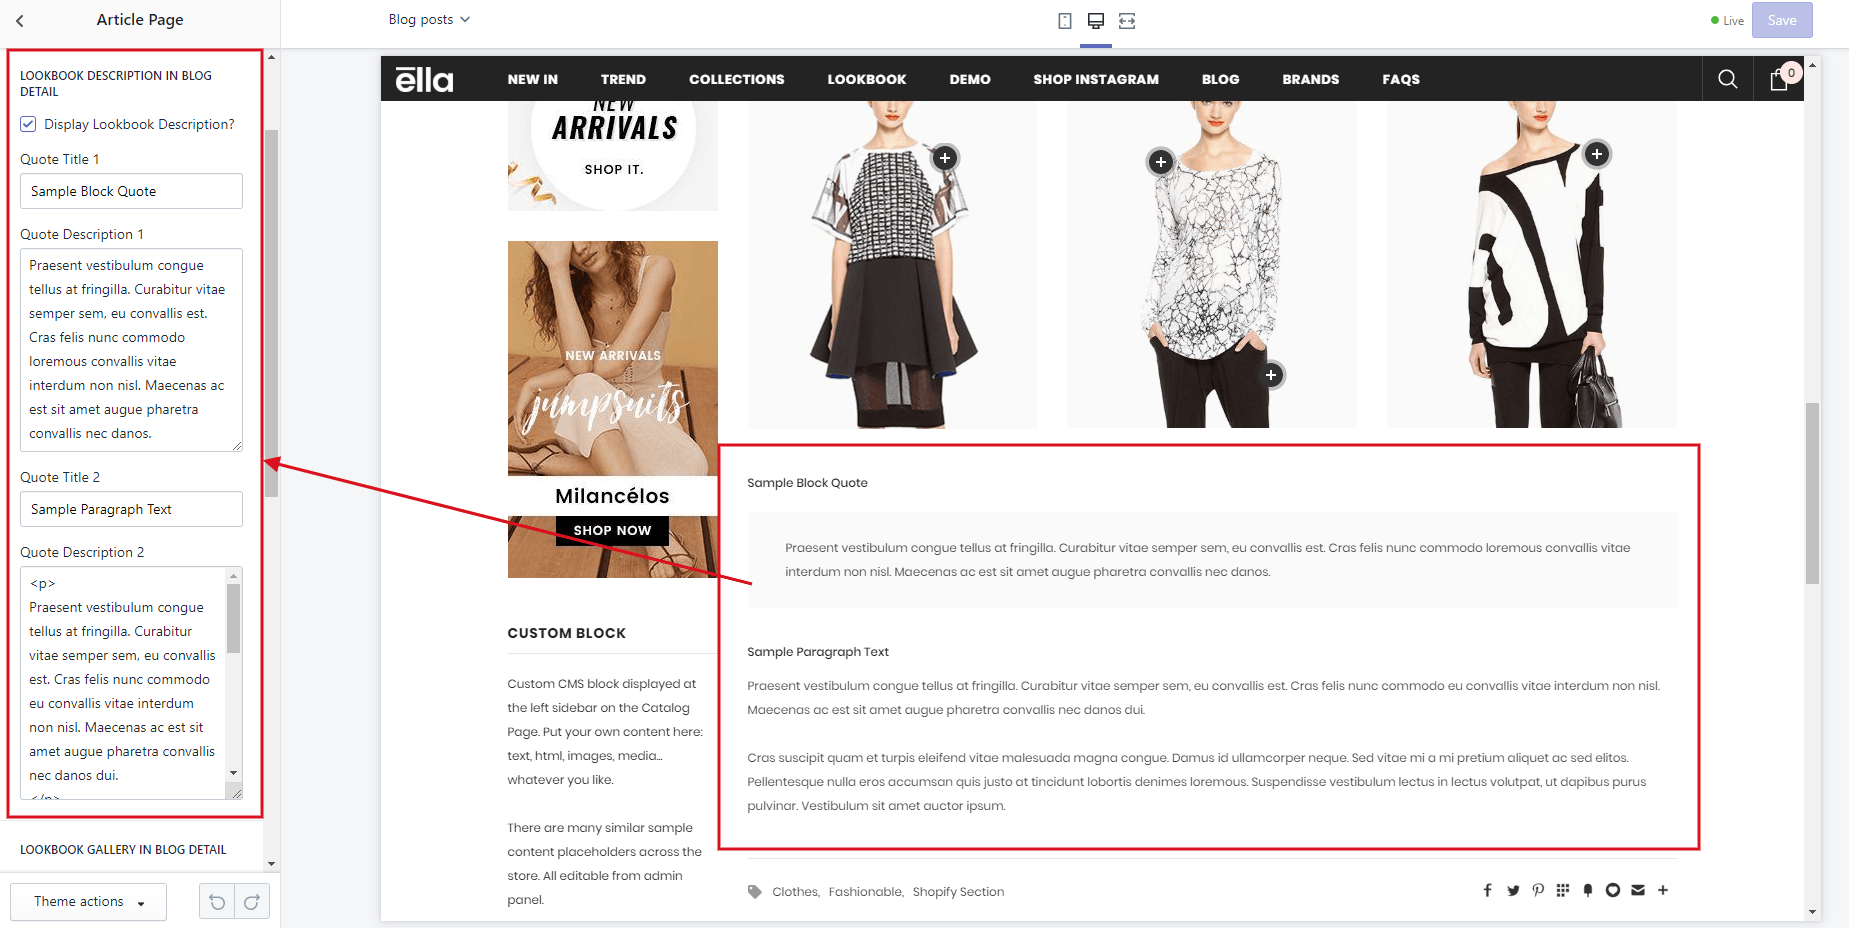 Article Page
Blog posts
Live
Save
LOOKBOOK DESCRIPTION IN BLOG
DETAIL
Display Lookbook Description?
Quote Title 1
Sample Block Quote
Quote Description 1
Praesent vestibulum congue
tellus at fringilla. Curabitur vitae
semper sem, eu convallis est.
Cras felis nunc commodo
loremous convallis vitae
interdum non nisl. Maecenas ac
est sit amet augue pharetra
convallis nec danos.
Quote Title 2
Sample Paragraph Text
Quote Description 2
<p>
Praesent vestibulum congue
tellus at fringilla. Curabitur
vitae semper sem, eu convallis
est. Cras felis nunc commodo
eu convallis vitae interdum
non nisl. Maecenas ac est sit
amet augue pharetra convallis
nec danos dui.
</p>
LOOKBOOK GALLERY IN BLOG DETAIL
Theme actions
ella
NEW IN TREND COLLECTIONS LOOKBOOK DEMO SHOP INSTAGRAM BLOG BRANDS FAQS
0
NEW
ARRIVALS
SHOP IT.
NEW ARRIVALS
jumpsuits
Milancélos
SHOP NOW
CUSTOM BLOCK
Custom CMS block displayed at
the left sidebar on the Catalog
Page. Put your own content here:
text, html, images, media...
whatever you like.
There are many similar sample
content placeholders across the
store. All editable from admin
panel.
Sample Block Quote
Praesent vestibulum congue tellus at fringilla. Curabitur vitae semper sem, eu convallis est. Cras felis nunc commodo loremous convallis vitae
interdum non nisl. Maecenas ac est sit amet augue pharetra convallis nec danos.
Sample Paragraph Text
Praesent vestibulum congue tellus at fringilla. Curabitur vitae semper sem, eu convallis est. Cras felis nunc commodo eu convallis vitae interdum non nisl.
Maecenas ac est sit amet augue pharetra convallis nec danos dui.
Cras suscipit quam et turpis eleifend vitae malesuada magna congue. Damus id ullamcorper neque. Sed vitae mi a mi pretium aliquet ac sed elitos.
Pellentesque nulla eros accumsan quis justo at tincidunt lobortis denimes loremous. Suspendisse vestibulum lectus in lectus volutpat, ut dapibus purus
pulvinar. Vestibulum sit amet auctor ipsum.
Clothes, Fashionable, Shopify Section